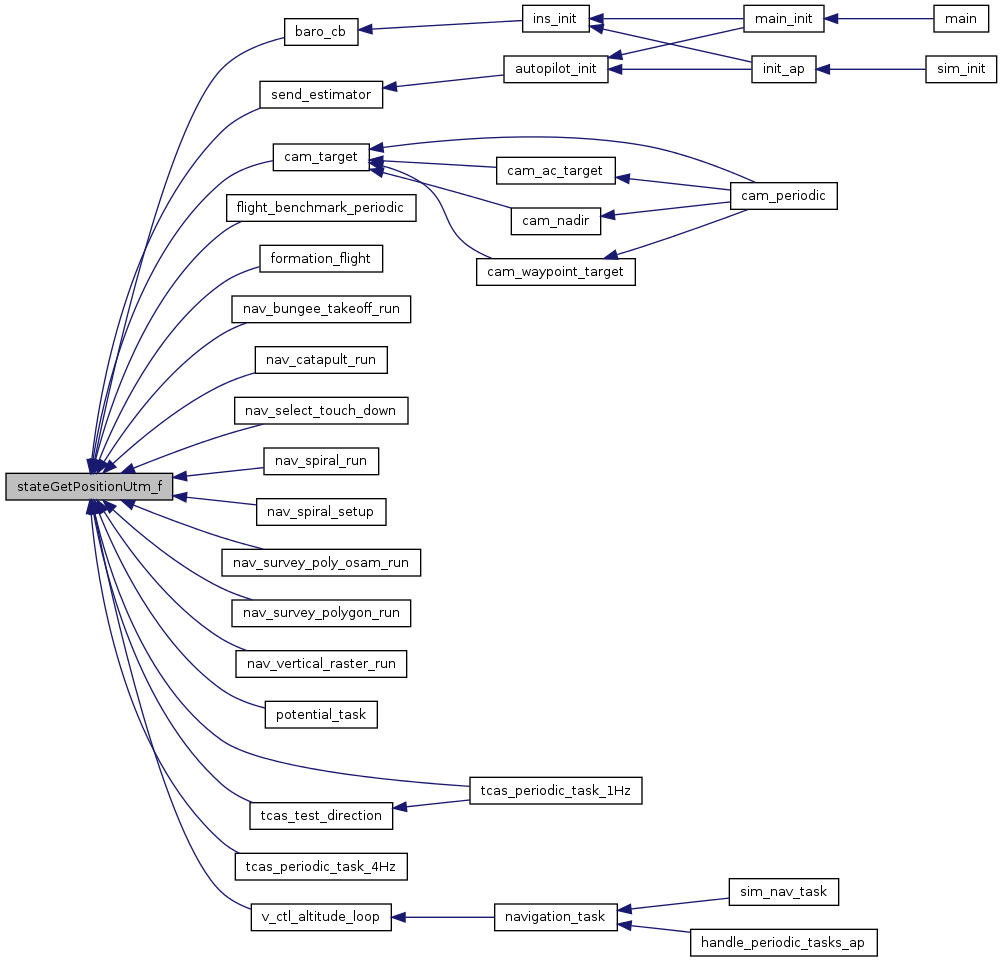 baro_cb
ins_init
main_init
main
send_estimator
autopilot_init
init_ap
sim_init
cam_target
cam_ac_target
cam_periodic
flight_benchmark_periodic
cam_nadir
formation_flight
cam_waypoint_target
nav_bungee_takeoff_run
nav_catapult_run
nav_select_touch_down
nav_spiral_run
stateGetPositionUtm_f
nav_spiral_setup
nav_survey_poly_osam_run
nav_survey_polygon_run
nav_vertical_raster_run
potential_task
tcas_periodic_task_1Hz
tcas_test_direction
tcas_periodic_task_4Hz
sim_nav_task
v_ctl_altitude_loop
navigation_task
handle_periodic_tasks_ap